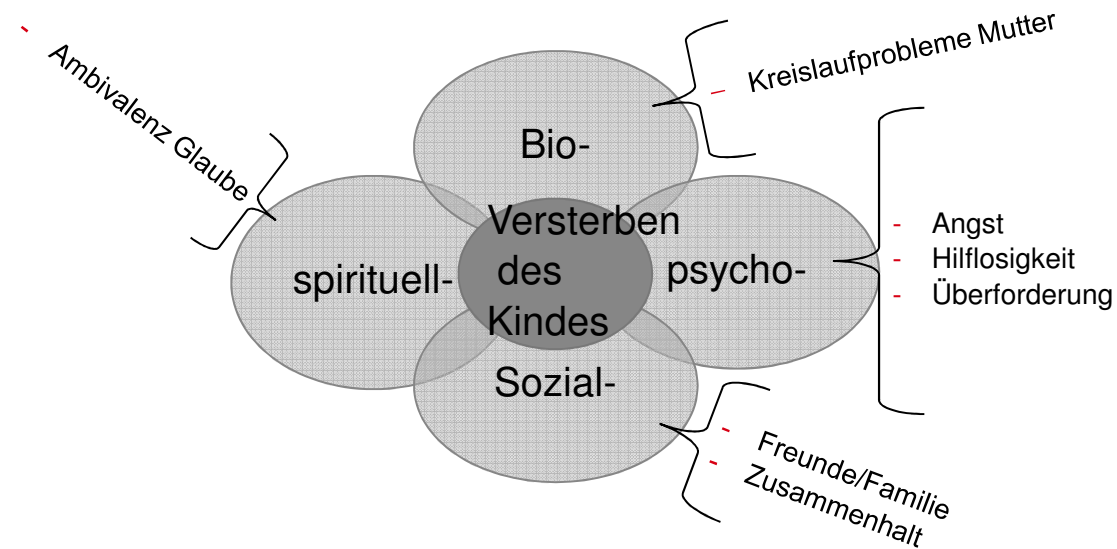 - Ambivalenz Glaube
- Kreislaufprobleme Mutter
Bio-
Versterben
des
Kindes
spirituell-
psycho-
- Angst
- Hilflosigkeit
- Überforderung
Sozial-
- Freunde/Familie
- Zusammenhalt